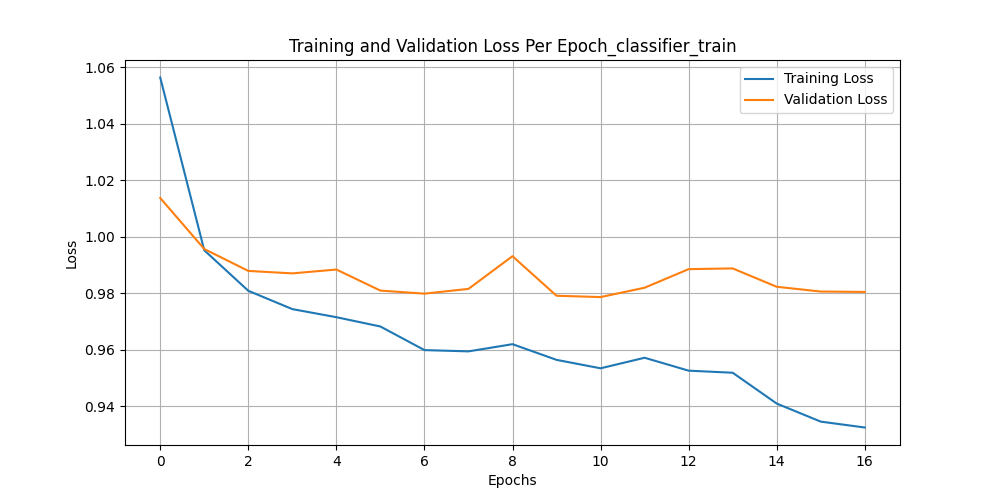 Training and Validation Loss Per Epoch_classifier_train
Training Loss
Validation Loss
1.06
1.04
1.02
1.00
0.98
0.96
0.94
Loss
0 2 4 6 8 10 12 14 16
Epochs